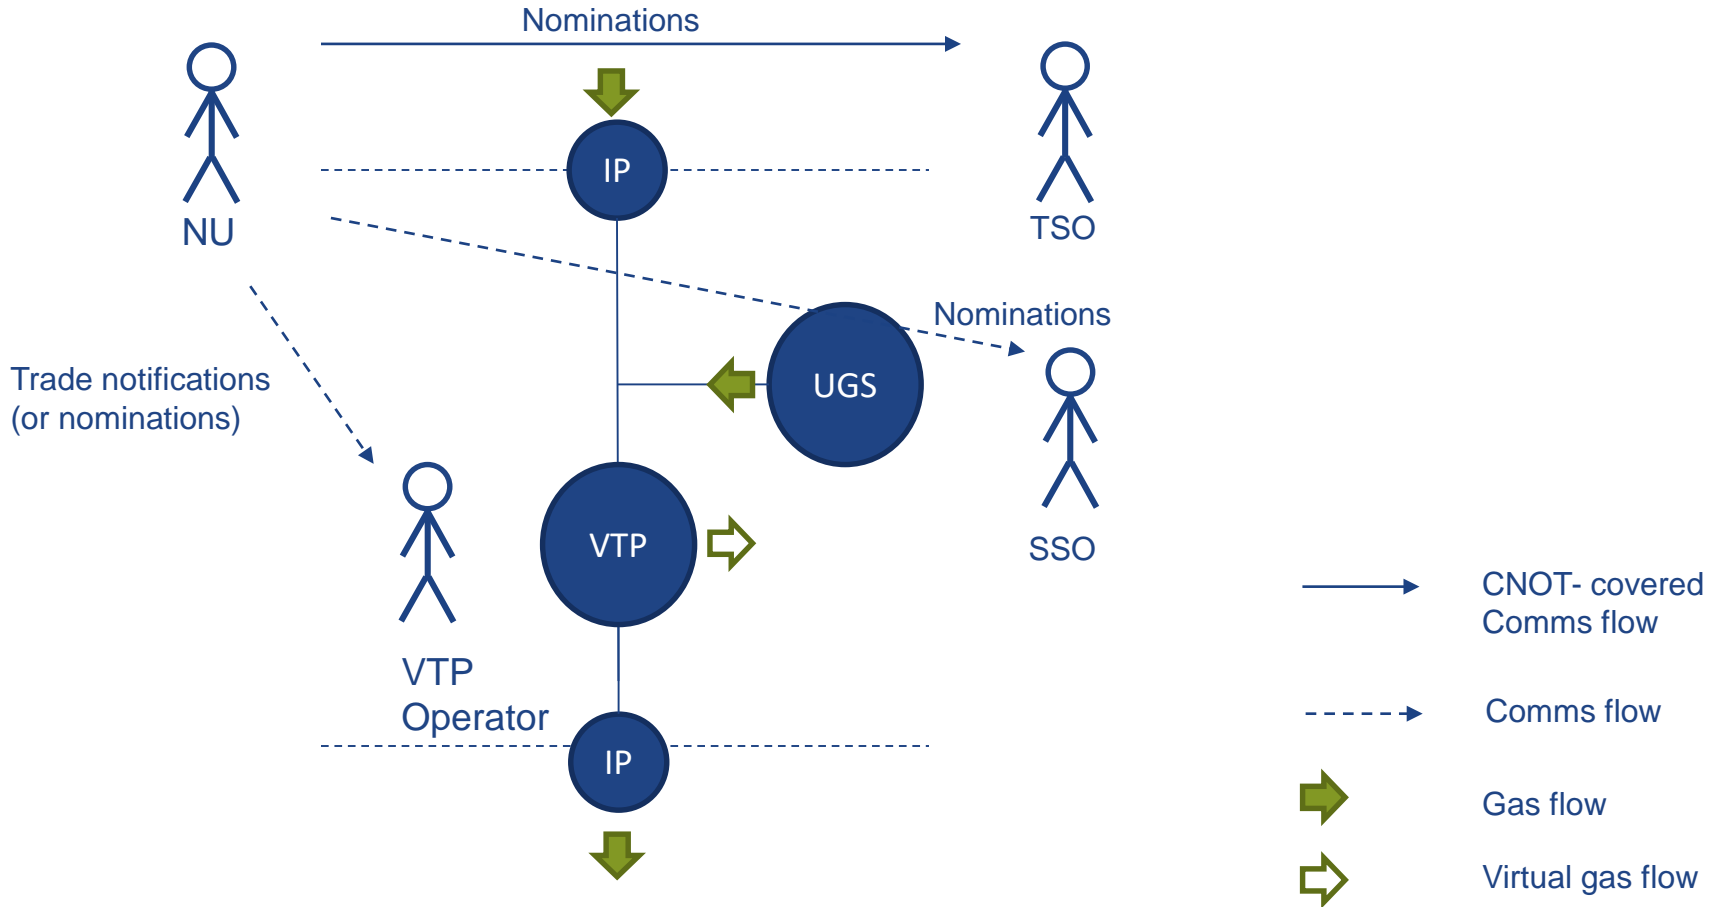 Nominations
IP
NU
TSO
Nominations
Trade notifications
(or nominations)
UGS
VTP
SSO
VTP
Operator
IP
CNOT- covered
Comms flow
Comms flow
Gas flow
Virtual gas flow